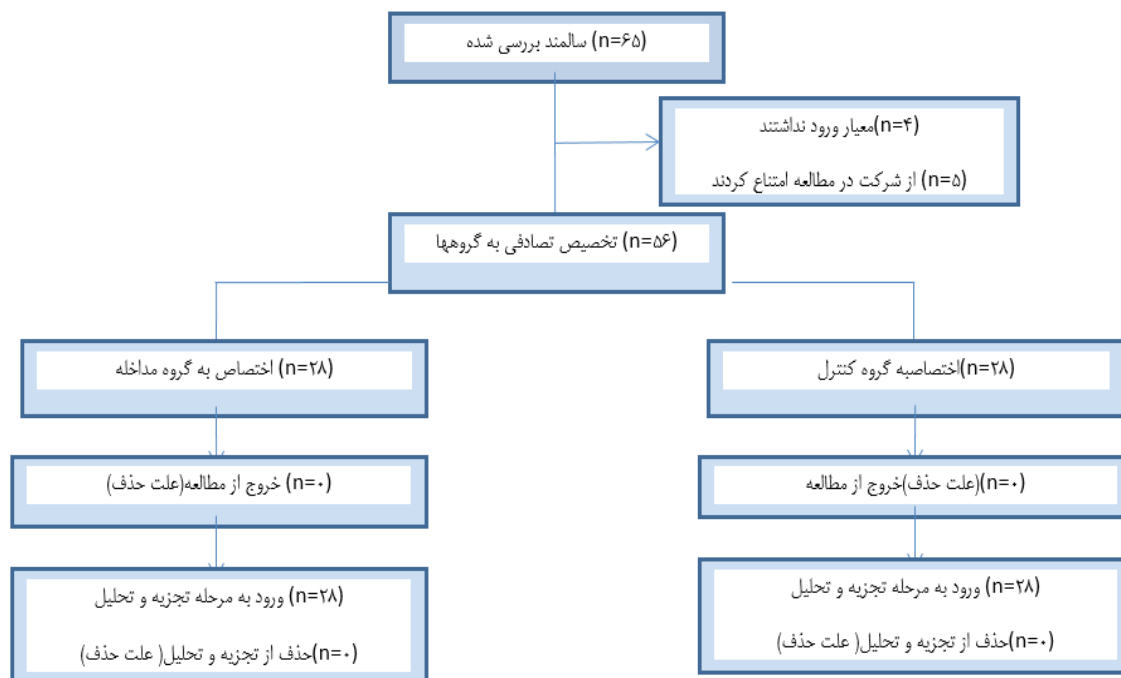 (n=۶۵) سالمند بررسی شده
(n=۴)معیار ورود نداشتند
(n=۵) از شرکت در مطالعه امتناع کردند
(n=۵۶) تخصیص تصادفی به گروهها
(n=۲۸)اختصاصبه گروه کنترل
(n=۲۸) اختصاص به گروه مداخله
(n=۰)(علت حذف)خروج از مطالعه
(n=۰) خروج از مطالعه(علت حذف)
(n=۲۸) ورود به مرحله تجزیه و تحلیل
(n=۰)حذف از تجزیه و تحلیل( علت حذف)
(n=۲۸) ورود به مرحله تجزیه و تحلیل
(n=۰)حذف از تجزیه و تحلیل( علت حذف)